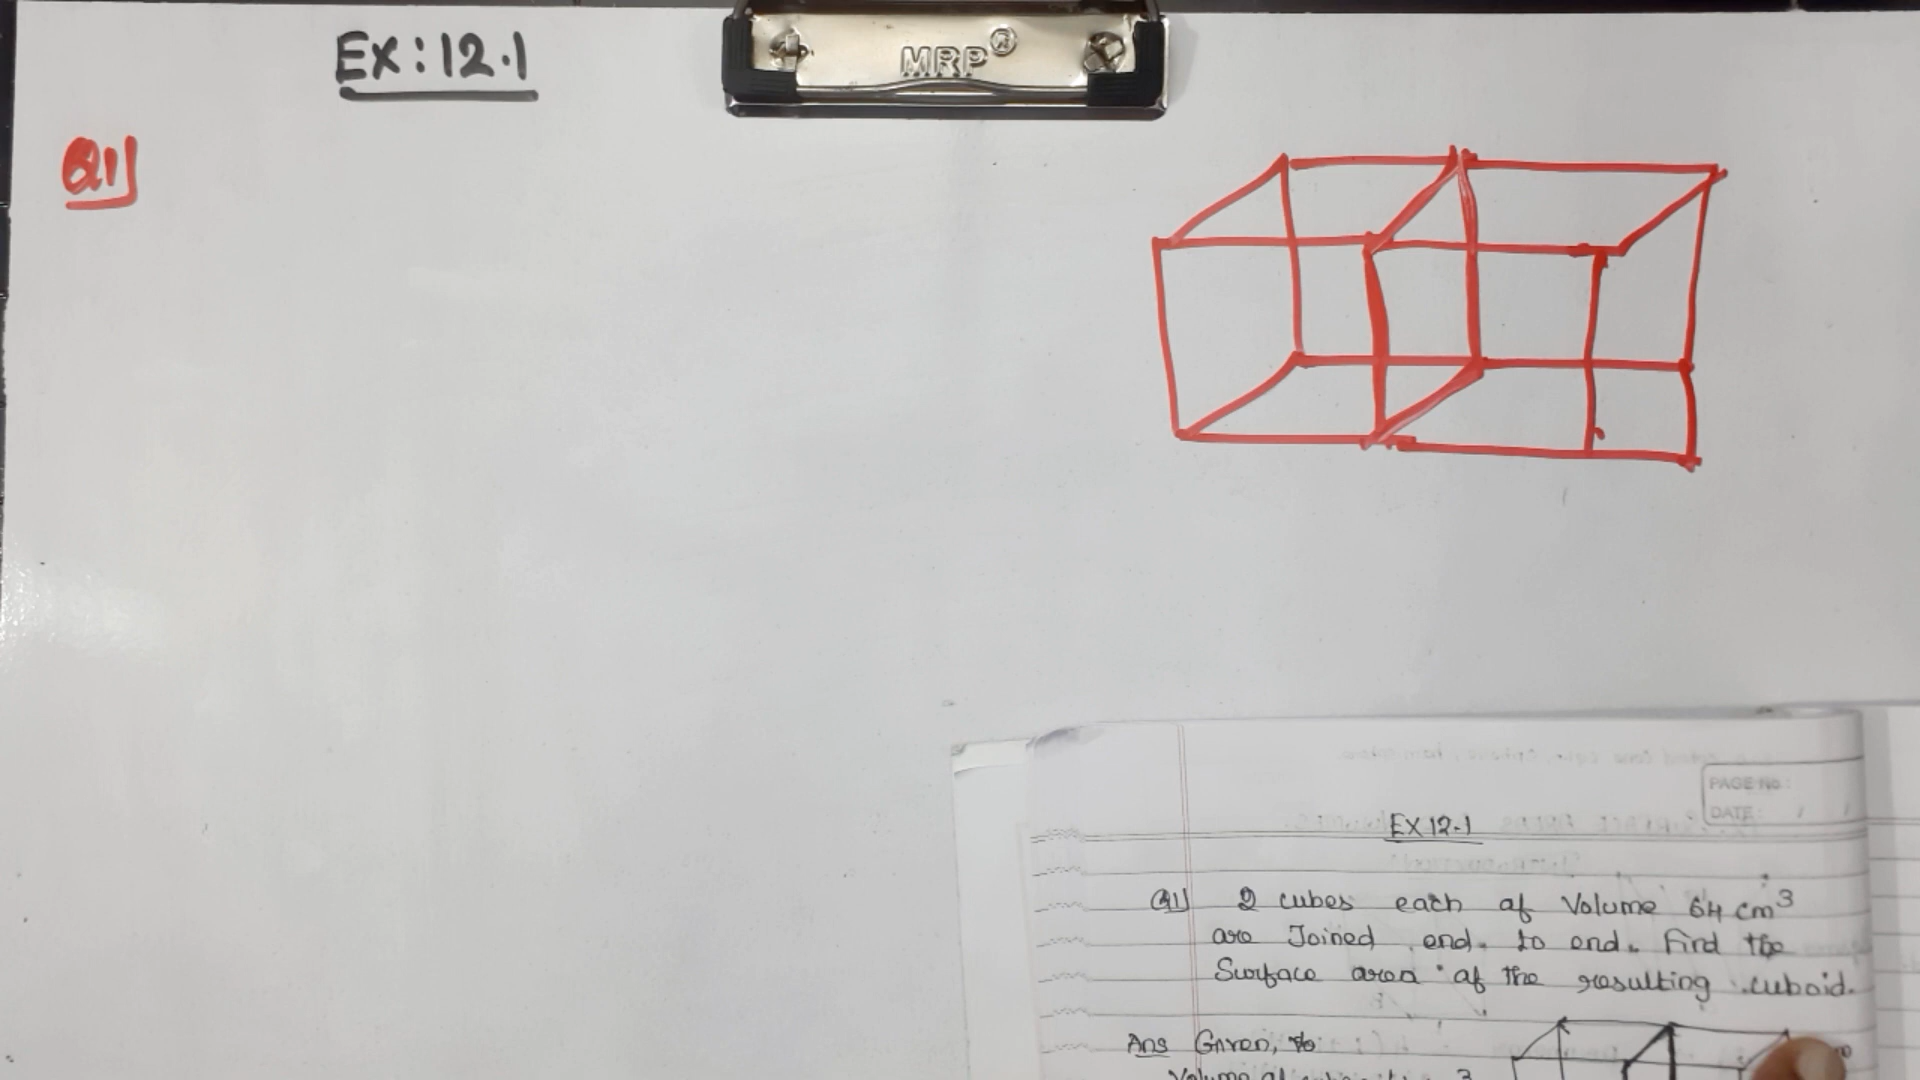 EX:12.1
MRP®
Q1]
PAGE No.:
DATE: / /
EX 12.1
Q1] 2 cubes each of Volume 64 cm³
are Joined end. to end. Find the
Surface area of the resulting cuboid.
Ans Given,